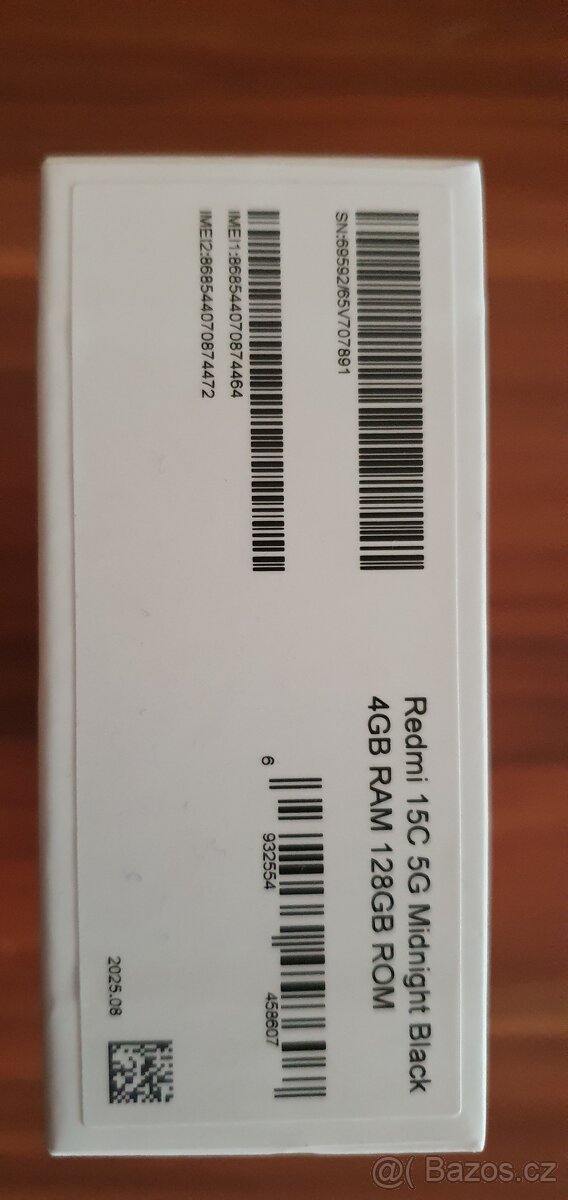 Redmi 15C 5G Midnight Black
4GB RAM 128GB ROM
SN:69592/65V707891
IMEI1:868544070874464
IMEI2:868544070874472
6 932554 458607
2025.08
@( Bazos.cz